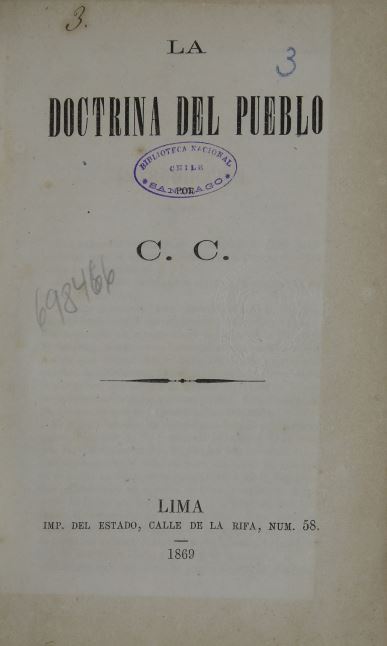 3.
LA
3
DOCTRINA DEL PUEBLO
BIBLIOTECA NACIONAL
CHILE
SANTIAGO
POR
C. C.
698466
LIMA
IMP. DEL ESTADO, CALLE DE LA RIFA, NUM. 58.
1869